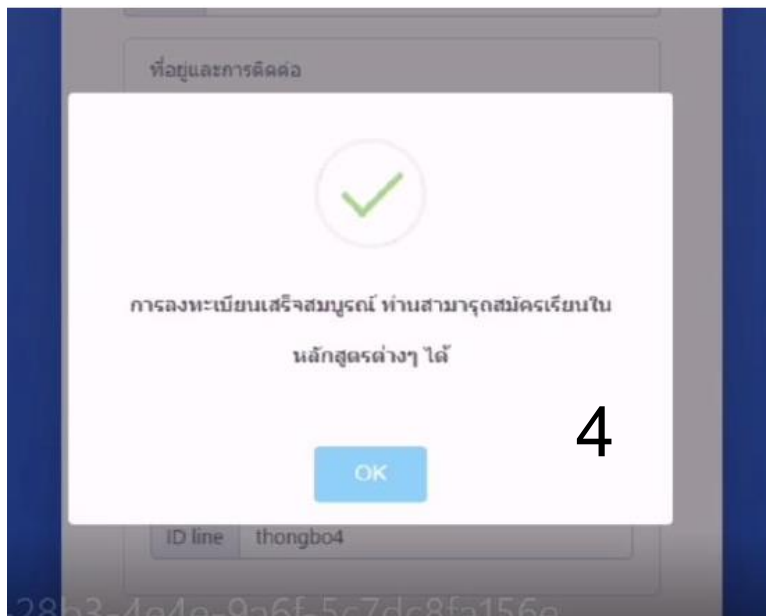 ที่อยู่และการติดต่อ
การลงทะเบียนเสร็จสมบูรณ์ ท่านสามารถสมัครเรียนใน
หลักสูตรต่างๆ ได้
4
OK
ID line thongbo4